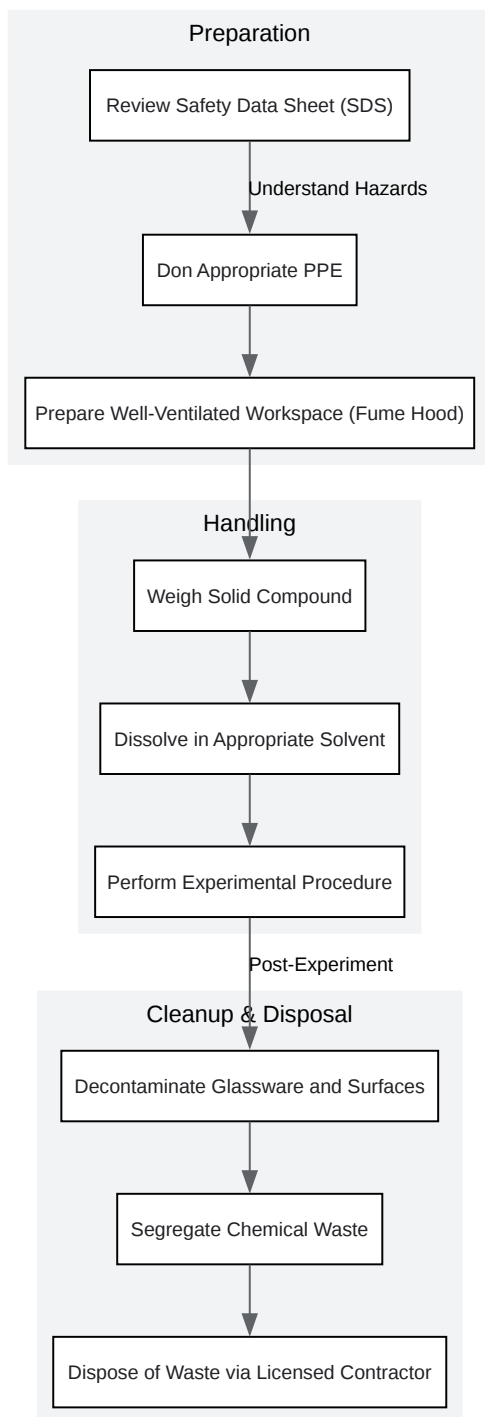 Preparation
Review Safety Data Sheet (SDS)
Understand Hazards
Don Appropriate PPE
Prepare Well-Ventilated Workspace (Fume Hood)
Handling
Weigh Solid Compound
Dissolve in Appropriate Solvent
Perform Experimental Procedure
Post-Experiment
Cleanup & Disposal
Decontaminate Glassware and Surfaces
Segregate Chemical Waste
Dispose of Waste via Licensed Contractor